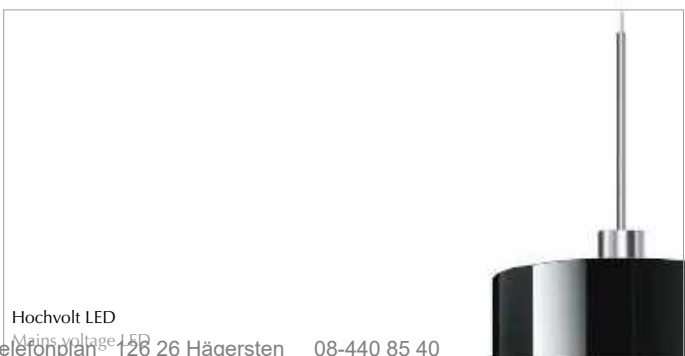 Hochvolt LED
Mains voltage LED
elefonplan 126 26 Hägersten 08-440 85 40